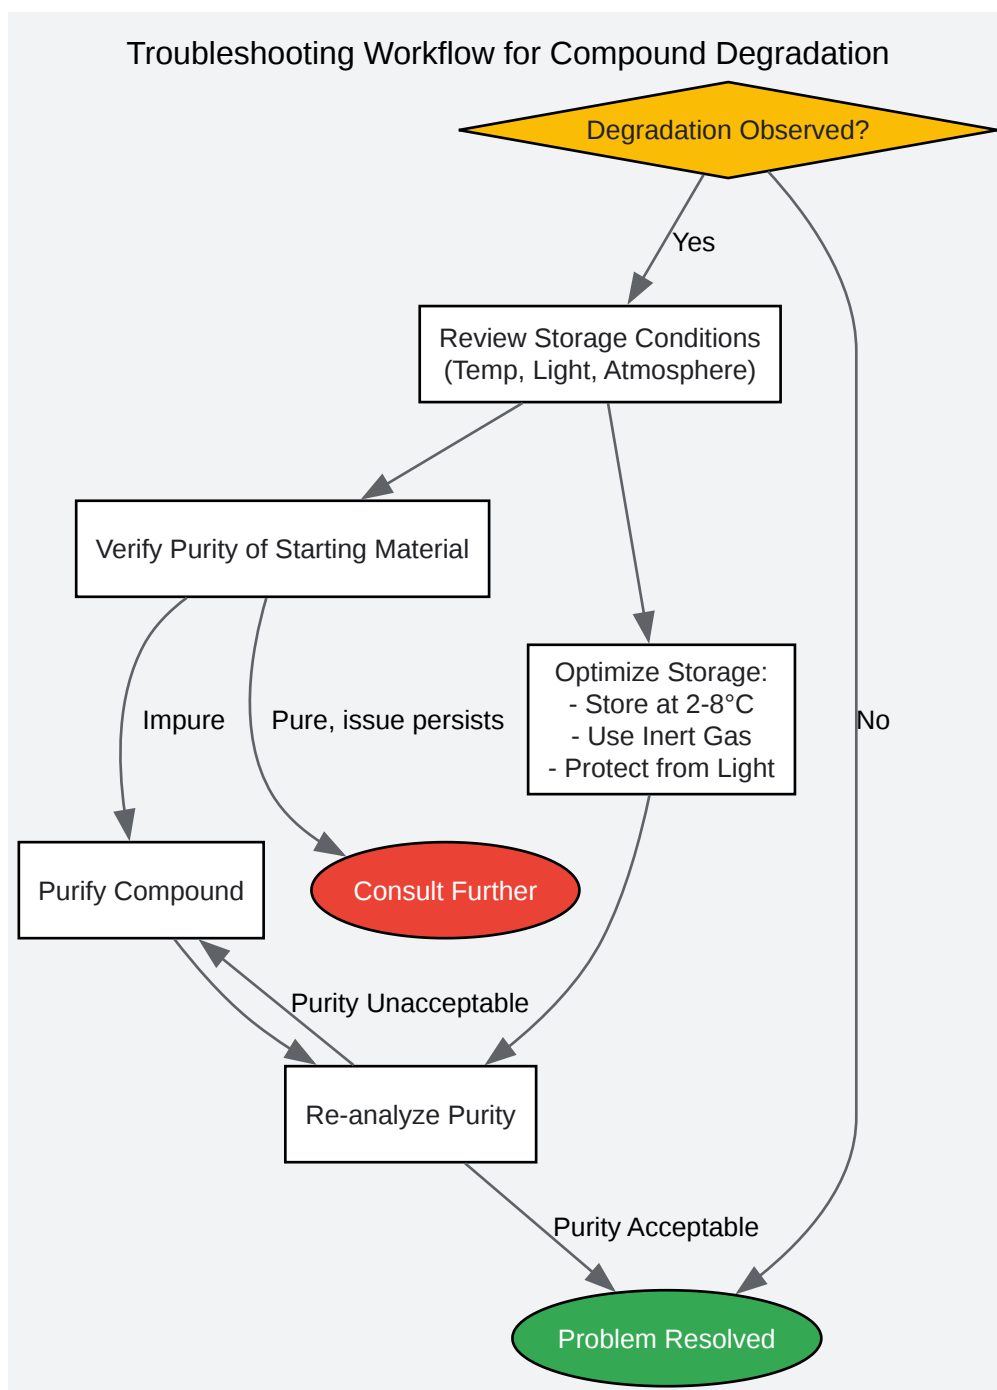 Troubleshooting Workflow for Compound Degradation
Degradation Observed?
Yes
Review Storage Conditions
(Temp, Light, Atmosphere)
Verify Purity of Starting Material
Optimize Storage:
- Store at 2-8°C
- Use Inert Gas
- Protect from Light
Impure
Pure, issue persists
No
Purify Compound
Consult Further
Purity Unacceptable
Re-analyze Purity
Purity Acceptable
Problem Resolved